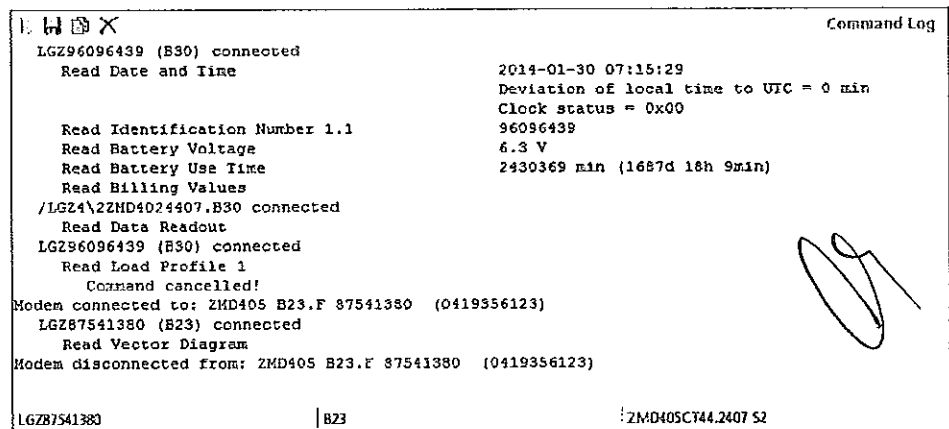 Command Log
LGZ96096439 (B30) connected
Read Date and Time 2014-01-30 07:15:29
Deviation of local time to UTC = 0 min
Clock status = 0x00
Read Identification Number 1.1 96096439
Read Battery Voltage 6.3 V
Read Battery Use Time 2430369 min (1687d 18h 9min)
Read Billing Values
/LGZ4\2ZMD4024407.B30 connected
Read Data Readout
LGZ96096439 (B30) connected
Read Load Profile 1
Command cancelled!
Modem connected to: ZMD405 B23.F 87541380 (0419356123)
LGZ87541380 (B23) connected
Read Vector Diagram
Modem disconnected from: ZMD405 B23.F 87541380 (0419356123)
LGZ87541380 B23 ZMD405CT44.2407 S2